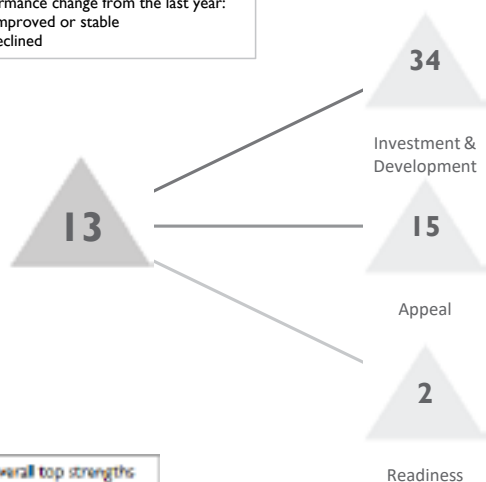 change from the last year:
mproved or stable
eclined
34
Investment &
Development
13
15
Appeal
2
Readiness
verall top strengths